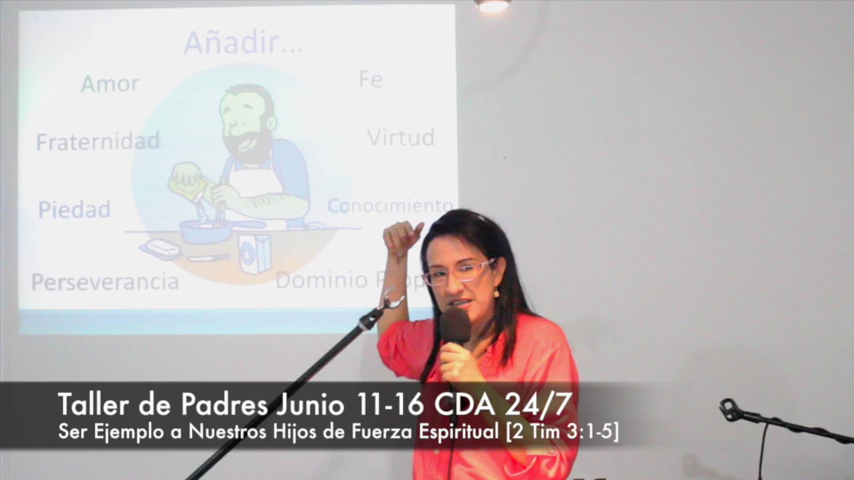 Añadir...
Amor
Fe
Fraternidad
Virtud
Piedad
Conocimiento
Perseverancia
Dominio
Taller de Padres Junio 11-16 CDA 24/7
Ser Ejemplo a Nuestros Hijos de Fuerza Espiritual [2 Tim 3:1-5]